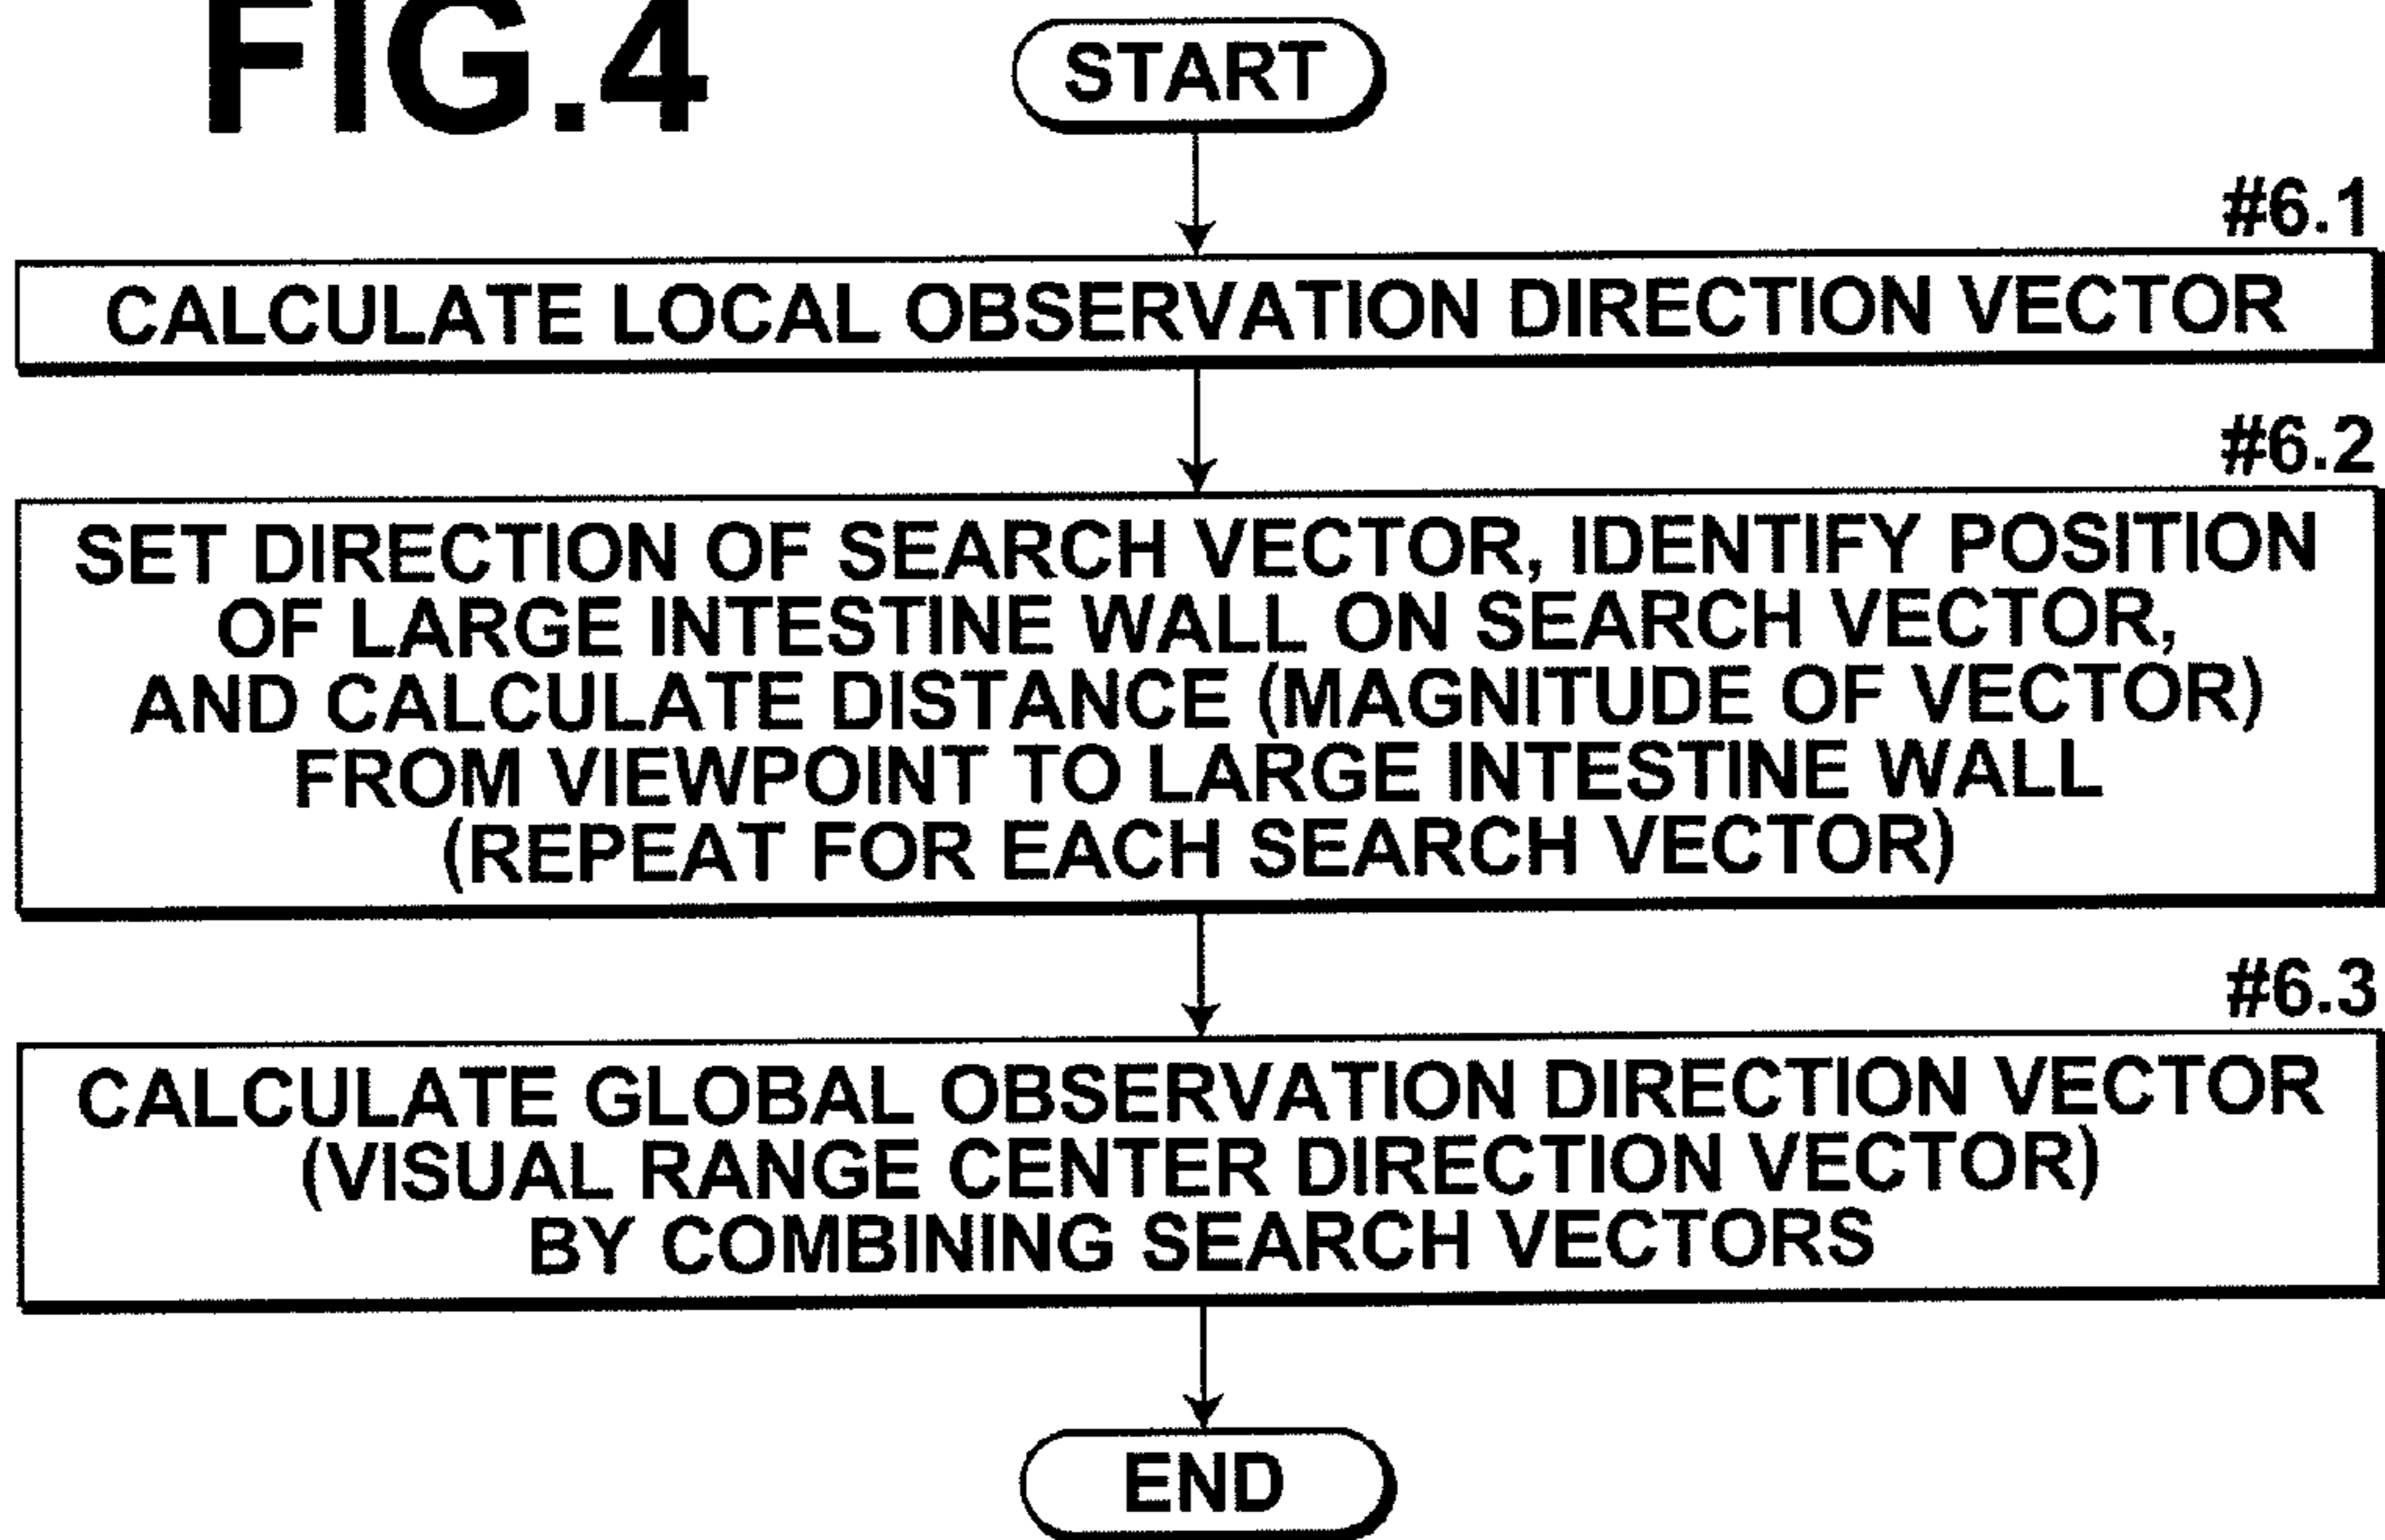 FIG.4
START
#6.1
CALCULATE LOCAL OBSERVATION DIRECTION VECTOR
#6.2
SET DIRECTION OF SEARCH VECTOR, IDENTIFY POSITION
OF LARGE INTESTINE WALL ON SEARCH VECTOR,
AND CALCULATE DISTANCE (MAGNITUDE OF VECTOR)
FROM VIEWPOINT TO LARGE INTESTINE WALL
(REPEAT FOR EACH SEARCH VECTOR)
#6.3
CALCULATE GLOBAL OBSERVATION DIRECTION VECTOR
(VISUAL RANGE CENTER DIRECTION VECTOR)
BY COMBINING SEARCH VECTORS
END